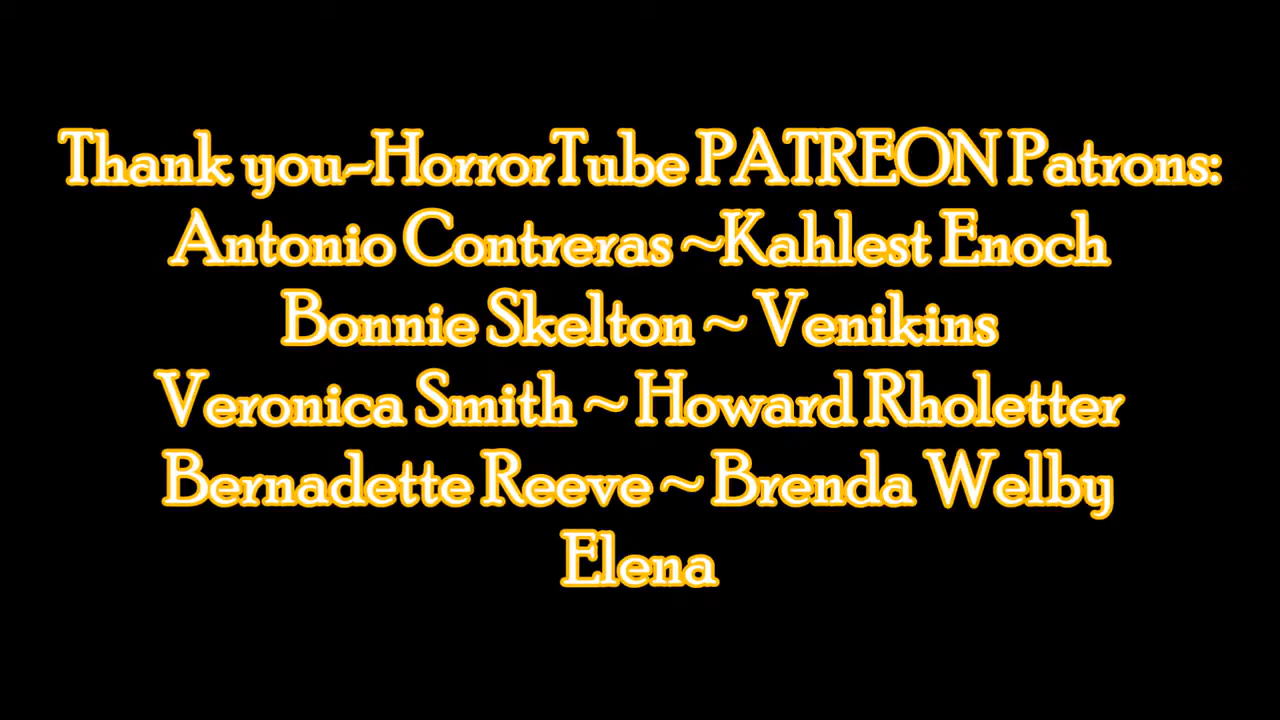 Thank you-HorrorTube PATREON Patrons:
Antonio Contreras ~Kahlest Enoch
Bonnie Skelton ~ Venikins
Veronica Smith ~ Howard Rholetter
Bernadette Reeve ~ Brenda Welby
Elena